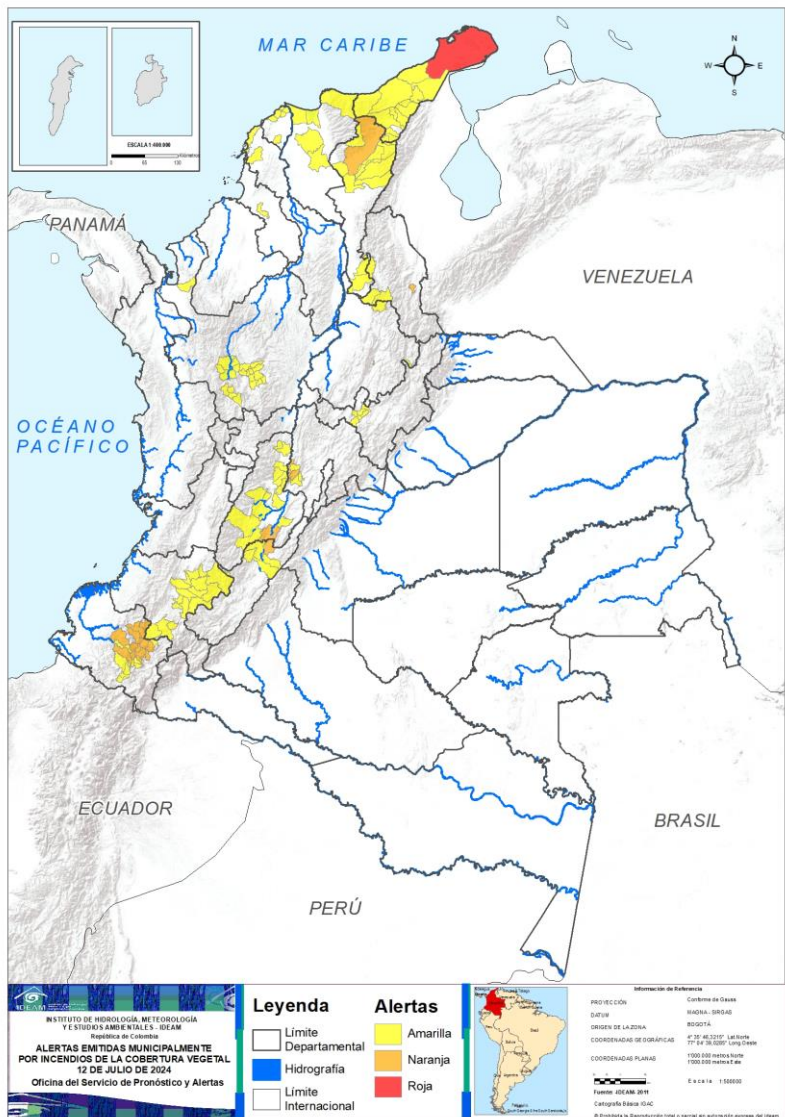 MAR CARIBE
N
W
E
S
ESCALA 1:400.000
PANAMÁ
VENEZUELA
OCÉANO
PACÍFICO
ECUADOR
BRASIL
PERÚ
IDEAM
INSTITUTO DE HIDROLOGÍA, METEOROLOGÍA
Y ESTUDIOS AMBIENTALES - IDEAM
República de Colombia
ALERTAS EMITIDAS MUNICIPALMENTE
POR INCENDIOS DE LA COBERTURA VEGETAL
12 DE JULIO DE 2024
Oficina del Servicio de Pronóstico y Alertas
Leyenda
Límite
Departamental
Hidrografía
Límite
Internacional
Alertas
Amarilla
Naranja
Roja
Información de Referencia
PROYECCIÓN
Conforme de Gauss
DATUM
MAGNA - SIRGAS
ORIGEN DE LA ZONA
BOGOTÁ
COORDENADAS GEOGRÁFICAS
COORDENADAS PLANAS
1'000.000 metros Norte
1'000.000 metros Este
Fuente: IDEAM- 2011
Cartografía Básica IGAC